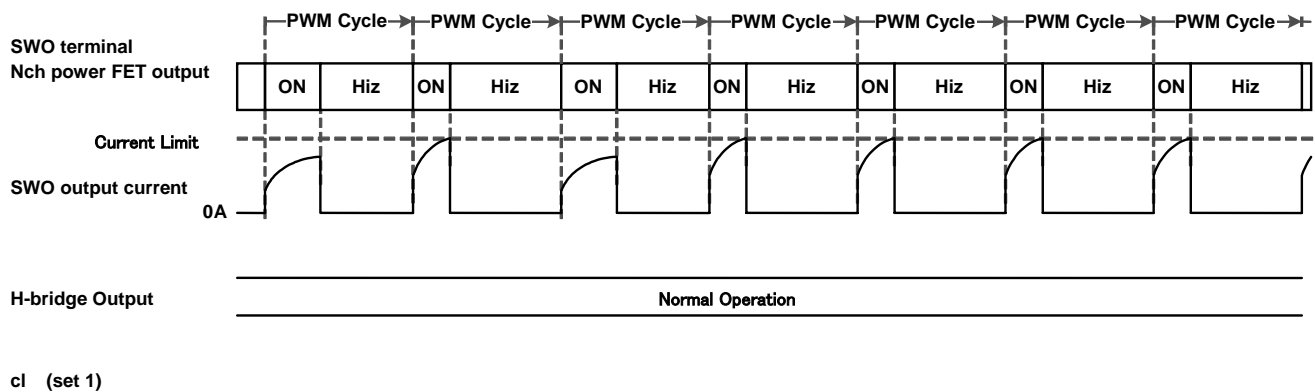 PWM Cycle PWM Cycle PWM Cycle PWM Cycle PWM Cycle PWM Cycle PWM Cycle
SWO terminal
Nch power FET output
ON Hiz ON Hiz ON Hiz ON Hiz ON Hiz ON Hiz ON Hiz
Current Limit
SWO output current
0A
H-bridge Output
Normal Operation
cl (set 1)